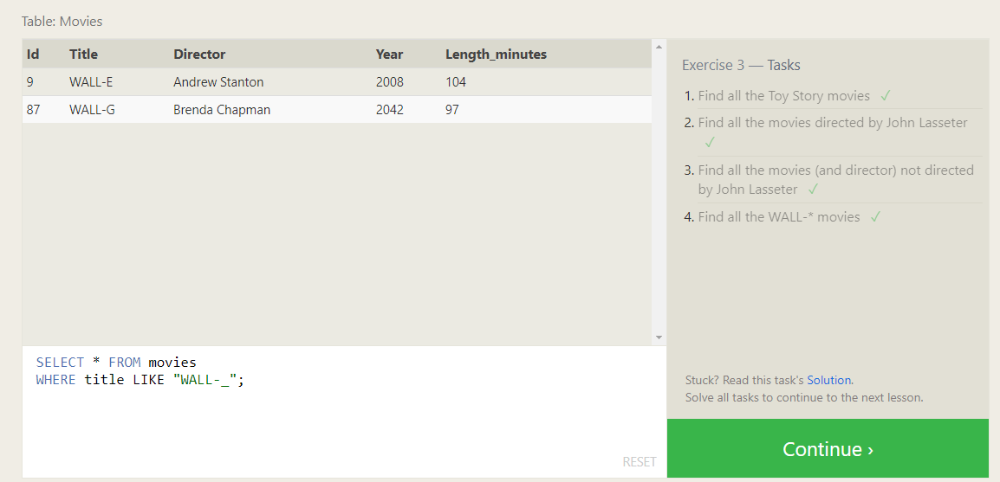 Table: Movies
Id Title Director Year Length_minutes
9 WALL-E Andrew Stanton 2008 104
87 WALL-G Brenda Chapman 2042 97
SELECT * FROM movies
WHERE title LIKE "WALL-_";
RESET
Exercise 3 — Tasks
1. Find all the Toy Story movies ✓
2. Find all the movies directed by John Lasseter
✓
3. Find all the movies (and director) not directed
by John Lasseter ✓
4. Find all the WALL-* movies ✓
Stuck? Read this task's Solution.
Solve all tasks to continue to the next lesson.
Continue ›